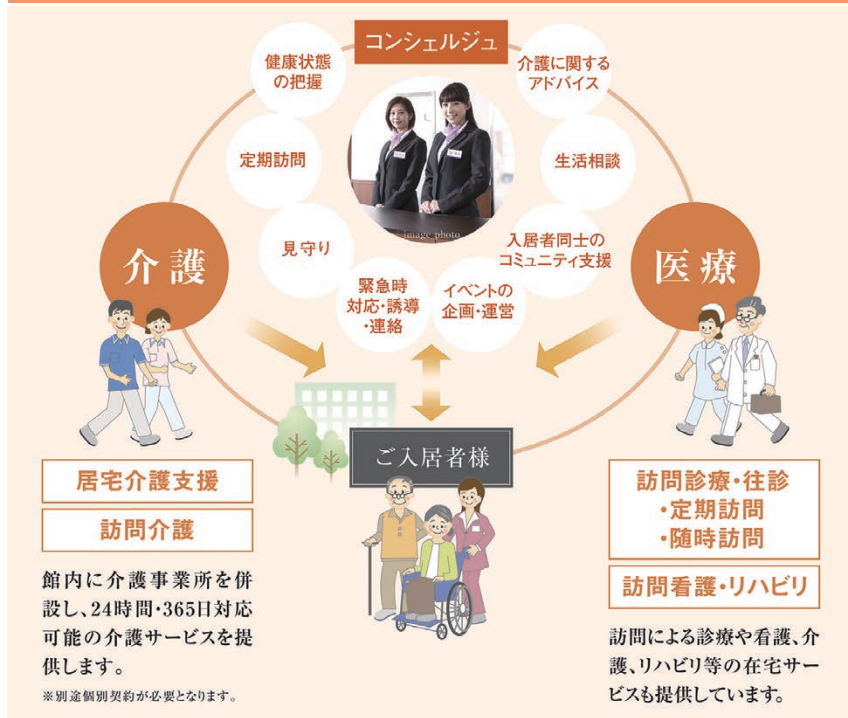 コンシェルジュ
健康状態
の把握
介護に関する
アドバイス
定期訪問
生活相談
image photo
見守り
入居者同士の
コミュニティ支援
緊急時
対応・誘導
・連絡
イベントの
企画・運営
介護
医療
ご入居者様
居宅介護支援
訪問介護
館内に介護事業所を併
設し、24時間・365日対応
可能の介護サービスを提
供します。
※別途個別契約が必要となります。
訪問診療・往診
・定期訪問
・随時訪問
訪問看護・リハビリ
訪問による診療や看護、介
護、リハビリ等の在宅サー
ビスも提供しています。